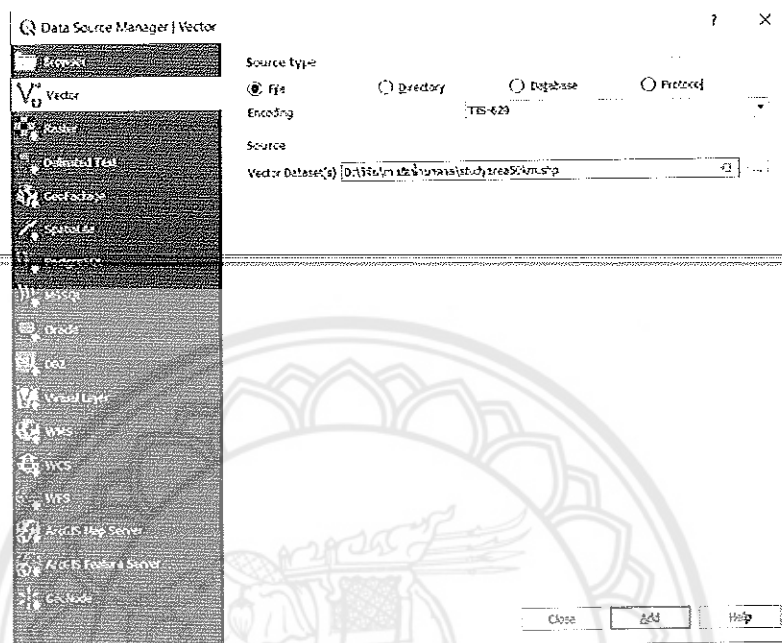 Data Source Manager | Vector
? ×
Browser
Vector
Raster
Delimited Text
GeoPackage
SpatiaLite
MSSQL
Oracle
DB2
Virtual Layer
WMS
WCS
WFS
ArcGIS Map Server
ArcGIS Feature Server
GeoNode
Source type
File Directory Database Protocol
Encoding TIS-620
Source
Vector Dataset(s)
Close Add Help